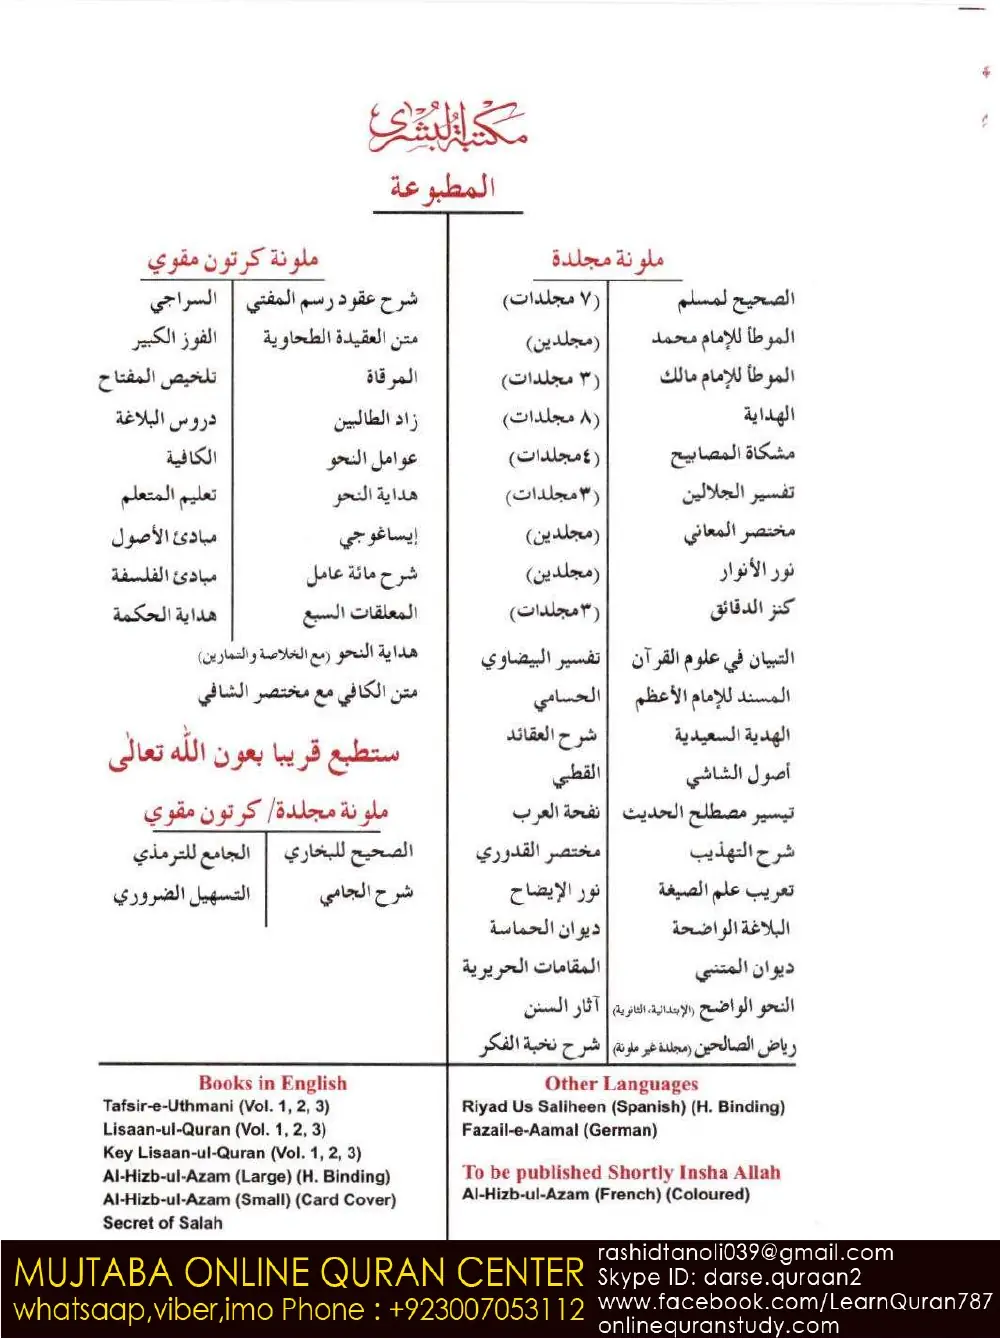 مكتبة البشرى
المطبوعة
ملونة مجلدة
الصحيح لمسلم (٧ مجلدات)
الموطأ للإمام محمد (مجلدين)
الموطأ للإمام مالك (٣ مجلدات)
الهداية (٨ مجلدات)
مشكاة المصابيح (٤مجلدات)
تفسير الجلالين (٣مجلدات)
مختصر المعاني (مجلدين)
نور الأنوار (مجلدين)
كنز الدقائق (٣مجلدات)
التبيان في علوم القرآن تفسير البيضاوي
المسند للإمام الأعظم الحسامي
الهدية السعيدية شرح العقائد
أصول الشاشي القطبي
تيسير مصطلح الحديث نفحة العرب
شرح التهذيب مختصر القدوري
تعريب علم الصيغة نور الإيضاح
البلاغة الواضحة ديوان الحماسة
ديوان المتنبي المقامات الحريرية
النحو الواضح (الإبتدائية، الثانوية) آثار السنن
رياض الصالحين (مجلدة غير ملونة) شرح نخبة الفكر
ملونة كرتون مقوي
شرح عقود رسم المفتي السراجي
متن العقيدة الطحاوية الفوز الكبير
المرقاة تلخيص المفتاح
زاد الطالبين دروس البلاغة
عوامل النحو الكافية
هداية النحو تعليم المتعلم
إيساغوجي مبادئ الأصول
شرح مائة عامل مبادئ الفلسفة
المعلقات السبع هداية الحكمة
هداية النحو (مع الخلاصة والتمارين)
متن الكافي مع مختصر الشافي
ستطبع قريبا بعون الله تعالى
ملونة مجلدة/ كرتون مقوي
الصحيح للبخاري الجامع للترمذي
شرح الجامي التسهيل الضروري
Books in English
Tafsir-e-Uthmani (Vol. 1, 2, 3)
Lisaan-ul-Quran (Vol. 1, 2, 3)
Key Lisaan-ul-Quran (Vol. 1, 2, 3)
Al-Hizb-ul-Azam (Large) (H. Binding)
Al-Hizb-ul-Azam (Small) (Card Cover)
Secret of Salah
Other Languages
Riyad Us Saliheen (Spanish) (H. Binding)
Fazail-e-Aamal (German)
To be published Shortly Insha Allah
Al-Hizb-ul-Azam (French) (Coloured)
MUJTABA ONLINE QURAN CENTER
whatsaap,viber,imo Phone : +923007053112
rashidtanoli039@gmail.com
Skype ID: darse.quraan2
www.facebook.com/LearnQuran787
onlinequranstudy.com